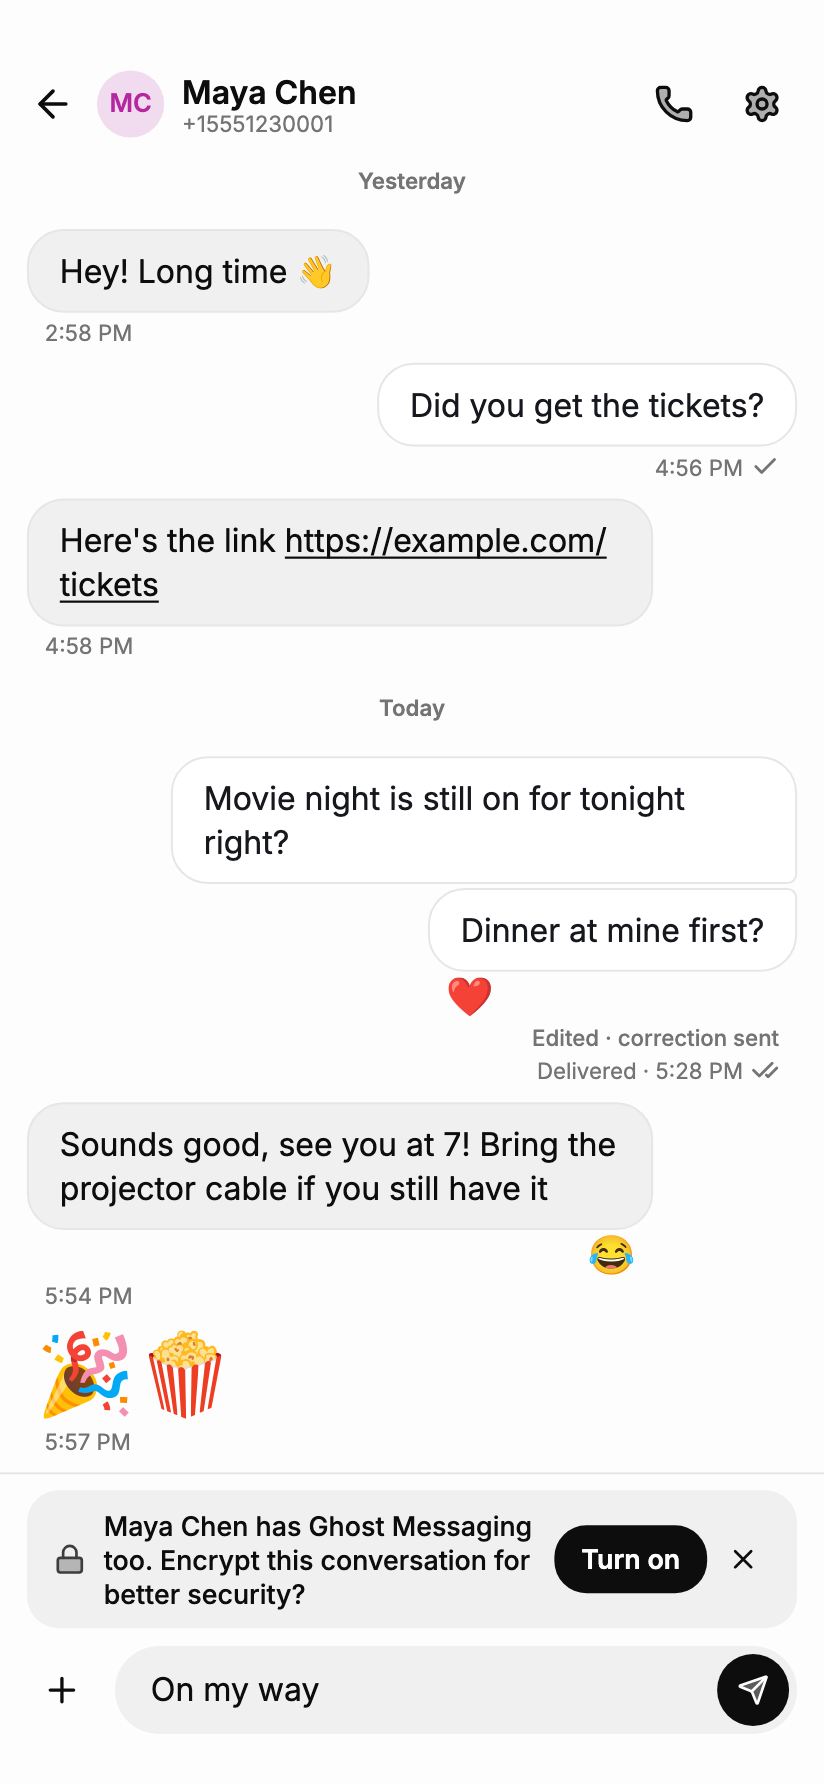 MC
Maya Chen
+15551230001
Yesterday
Hey! Long time 👋
2:58 PM
Did you get the tickets?
4:56 PM
Here's the link https://example.com/
tickets
4:58 PM
Today
Movie night is still on for tonight
right?
Dinner at mine first?
❤️
Edited · correction sent
Delivered · 5:28 PM
Sounds good, see you at 7! Bring the
projector cable if you still have it
😂
5:54 PM
🎉🍿
5:57 PM
Maya Chen has Ghost Messaging
too. Encrypt this conversation for
better security?
Turn on
On my way